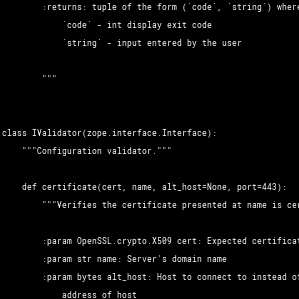 :returns: tuple of the form (`code`, `string`) where
`code` - int display exit code
`string` - input entered by the user
"""
class IValidator(zope.interface.Interface):
"""Configuration validator."""
def certificate(cert, name, alt_host=None, port=443):
"""Verifies the certificate presented at name is
:param OpenSSL.crypto.X509 cert: Expected
:param str name: Server's domain name
:param bytes alt_host: Host to connect to instead
address of host